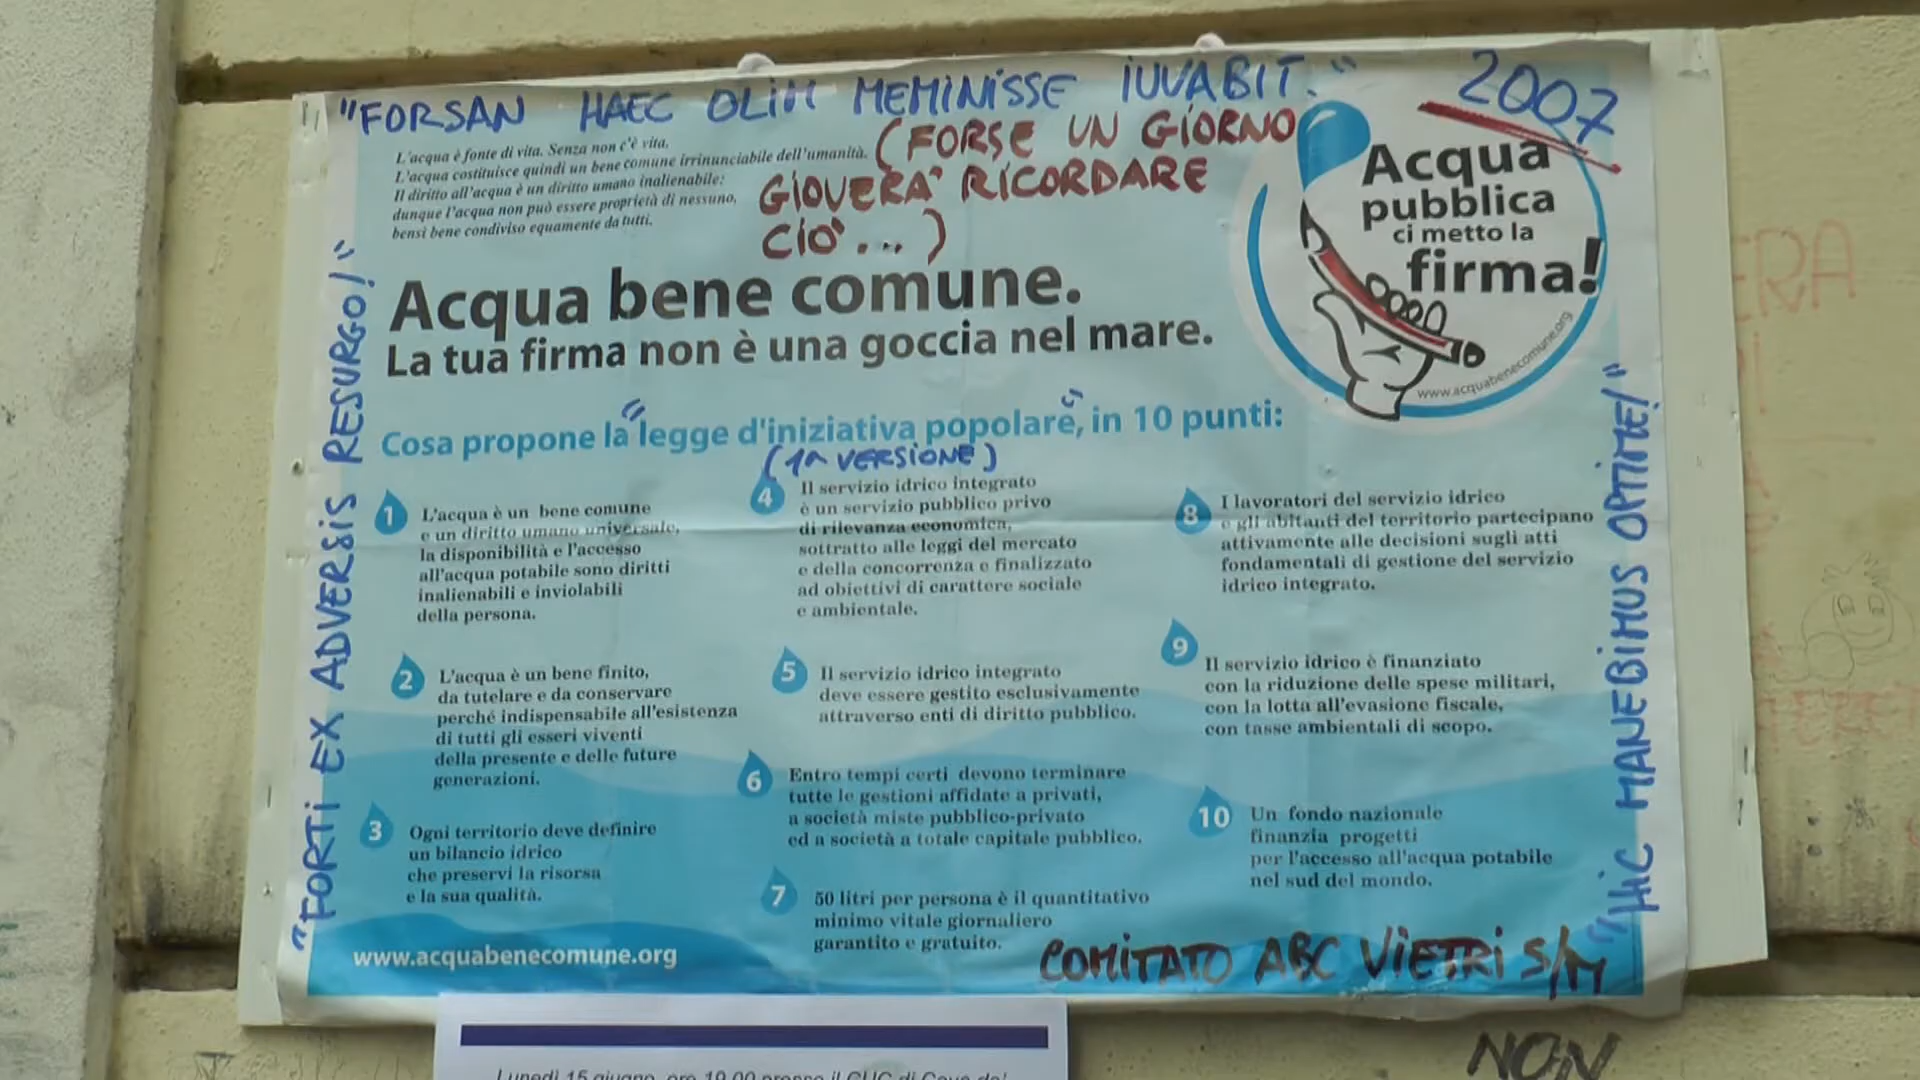 "FORSAN HAEC OLIM MEMINISSE IUVABIT."
2007
(FORSE UN GIORNO
GIOVERA' RICORDARE
CIO'...)
L'acqua è fonte di vita. Senza non c'è vita.
L'acqua costituisce quindi un bene comune irrinunciabile dell'umanità.
Il diritto all'acqua è un diritto umano inalienabile:
dunque l'acqua non può essere proprietà di nessuno,
bensì bene condiviso equamente da tutti.
Acqua
pubblica
ci metto la
firma!
www.acquabenecomune.org
Acqua bene comune.
La tua firma non è una goccia nel mare.
Cosa propone la "legge d'iniziativa popolare", in 10 punti:
(1ª VERSIONE)
"FORTI EX ADVERSIS RESURGO!"
1
L'acqua è un bene comune
e un diritto umano universale,
la disponibilità e l'accesso
all'acqua potabile sono diritti
inalienabili e inviolabili
della persona.
2
L'acqua è un bene finito,
da tutelare e da conservare
perché indispensabile all'esistenza
di tutti gli esseri viventi
della presente e delle future
generazioni.
3
Ogni territorio deve definire
un bilancio idrico
che preservi la risorsa
e la sua qualità.
4
Il servizio idrico integrato
è un servizio pubblico privo
di rilevanza economica,
sottratto alle leggi del mercato
e della concorrenza e finalizzato
ad obiettivi di carattere sociale
e ambientale.
5
Il servizio idrico integrato
deve essere gestito esclusivamente
attraverso enti di diritto pubblico.
6
Entro tempi certi devono terminare
tutte le gestioni affidate a privati,
a società miste pubblico-privato
ed a società a totale capitale pubblico.
7
50 litri per persona è il quantitativo
minimo vitale giornaliero
garantito e gratuito.
8
I lavoratori del servizio idrico
e gli abitanti del territorio partecipano
attivamente alle decisioni sugli atti
fondamentali di gestione del servizio
idrico integrato.
9
Il servizio idrico è finanziato
con la riduzione delle spese militari,
con la lotta all'evasione fiscale,
con tasse ambientali di scopo.
10
Un fondo nazionale
finanzia progetti
per l'accesso all'acqua potabile
nel sud del mondo.
"HIC MANEBIMUS OPTIME!"
www.acquabenecomune.org
COMITATO ABC VIETRI S/M
NON
Lunedì 15 giugno, ore 19.00 presso il